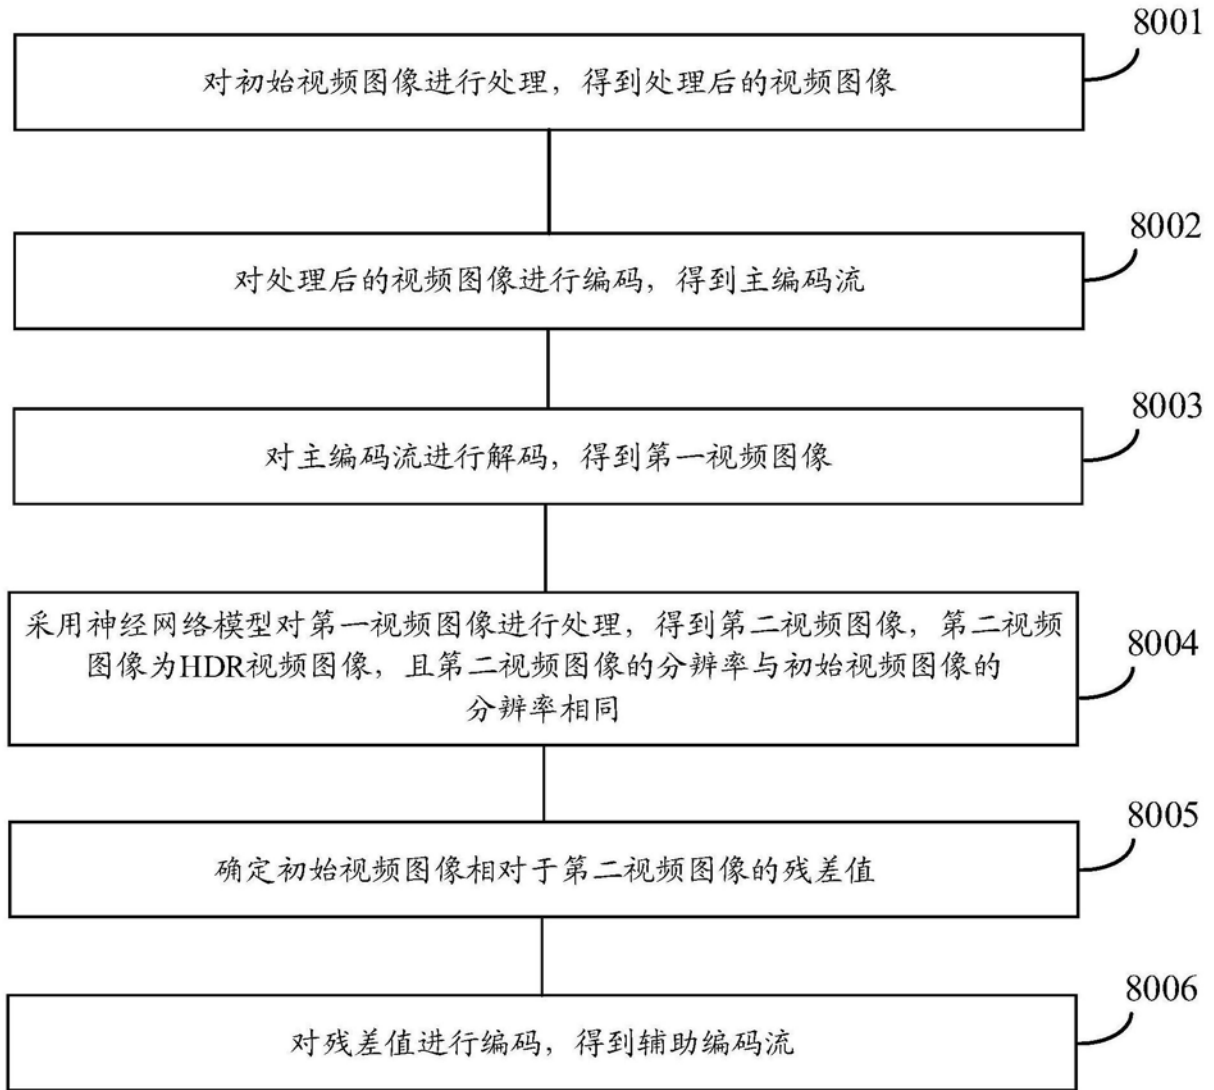 8001
对初始视频图像进行处理，得到处理后的视频图像
8002
对处理后的视频图像进行编码，得到主编码流
8003
对主编码流进行解码，得到第一视频图像
8004
采用神经网络模型对第一视频图像进行处理，得到第二视频图像，第二视频
图像为HDR视频图像，且第二视频图像的分辨率与初始视频图像的
分辨率相同
8005
确定初始视频图像相对于第二视频图像的残差值
8006
对残差值进行编码，得到辅助编码流